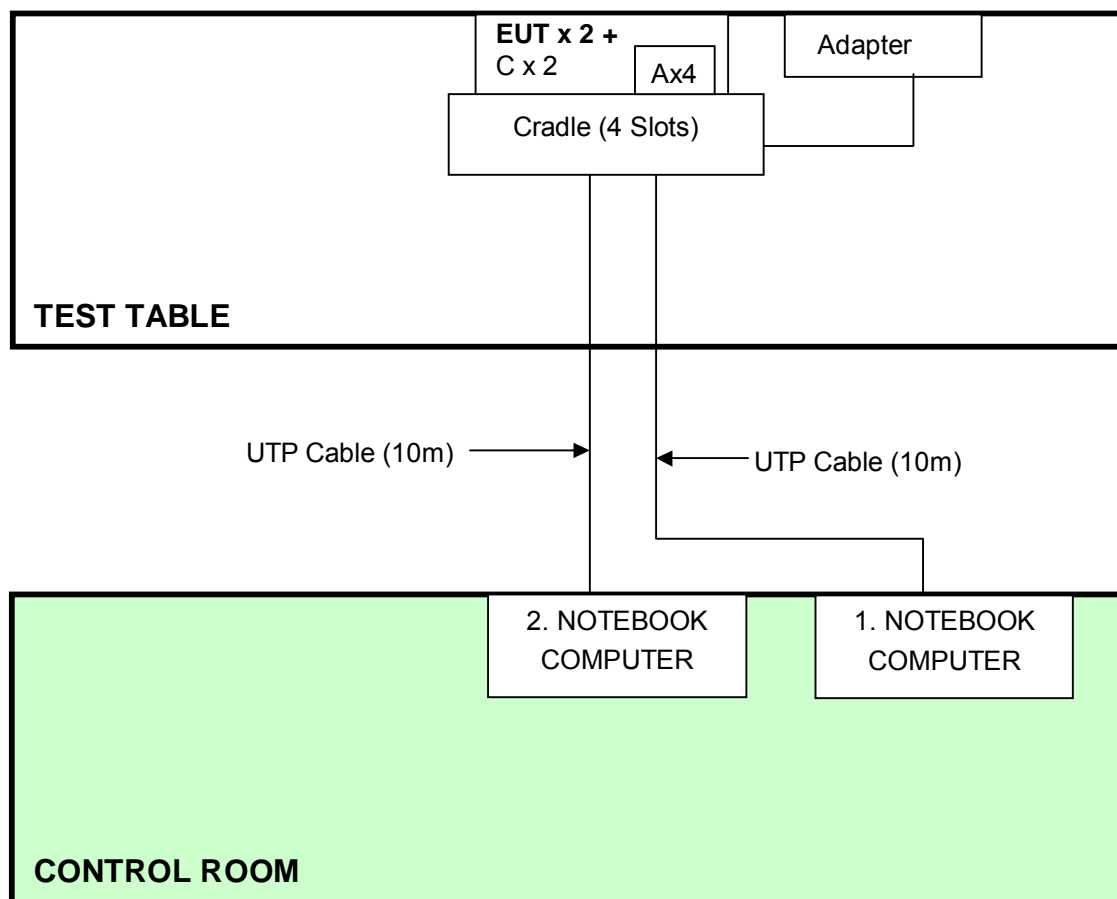 EUT x 2 +
C x 2
Ax4
Adapter
Cradle (4 Slots)
TEST TABLE
UTP Cable (10m)
UTP Cable (10m)
2. NOTEBOOK
COMPUTER
1. NOTEBOOK
COMPUTER
CONTROL ROOM